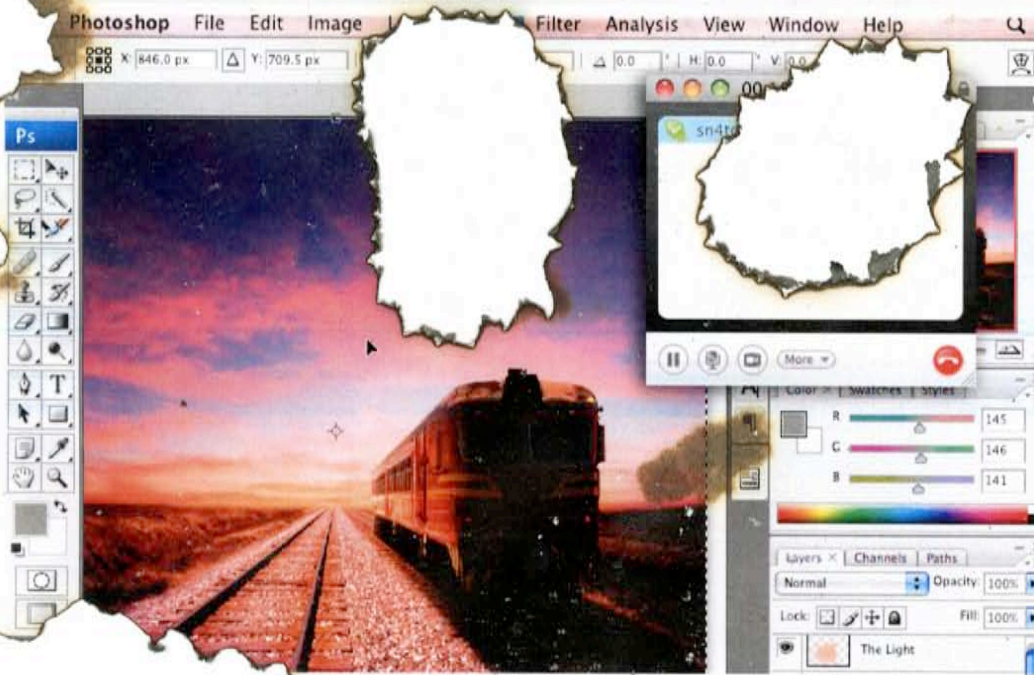 Photoshop File Edit Image Filter Analysis View Window Help
X: 846.0 px Y: 709.5 px 0.0 ° H: 0.0 ° V: 0.0
Ps
T
More
Color × Swatches Styles
R 145
G 146
B 141
Layers × Channels Paths
Normal Opacity: 100%
Lock: Fill: 100%
The Light